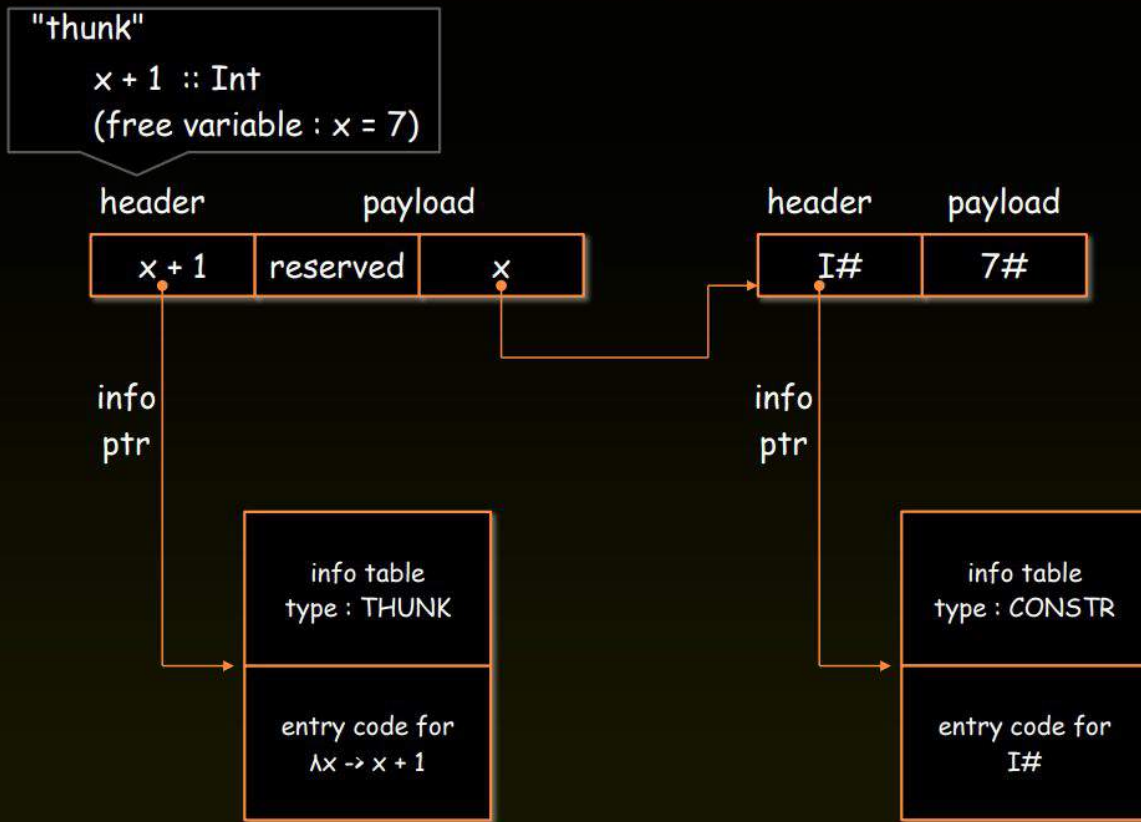 "thunk"
x + 1 :: Int
(free variable : x = 7)
header payload
x + 1 reserved x
header payload
I# 7#
info
ptr
info
ptr
info table
type : THUNK
entry code for
λx -> x + 1
info table
type : CONSTR
entry code for
I#